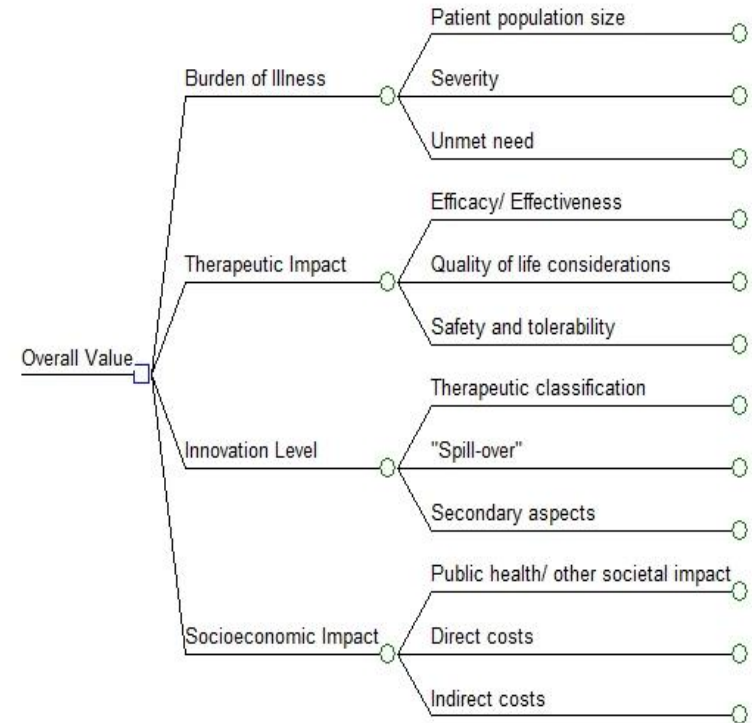 Patient population size
Burden of Illness
Severity
Unmet need
Efficacy/ Effectiveness
Therapeutic Impact
Quality of life considerations
Safety and tolerability
Overall Value
Therapeutic classification
Innovation Level
"Spill-over"
Secondary aspects
Public health/ other societal impact
Socioeconomic Impact
Direct costs
Indirect costs